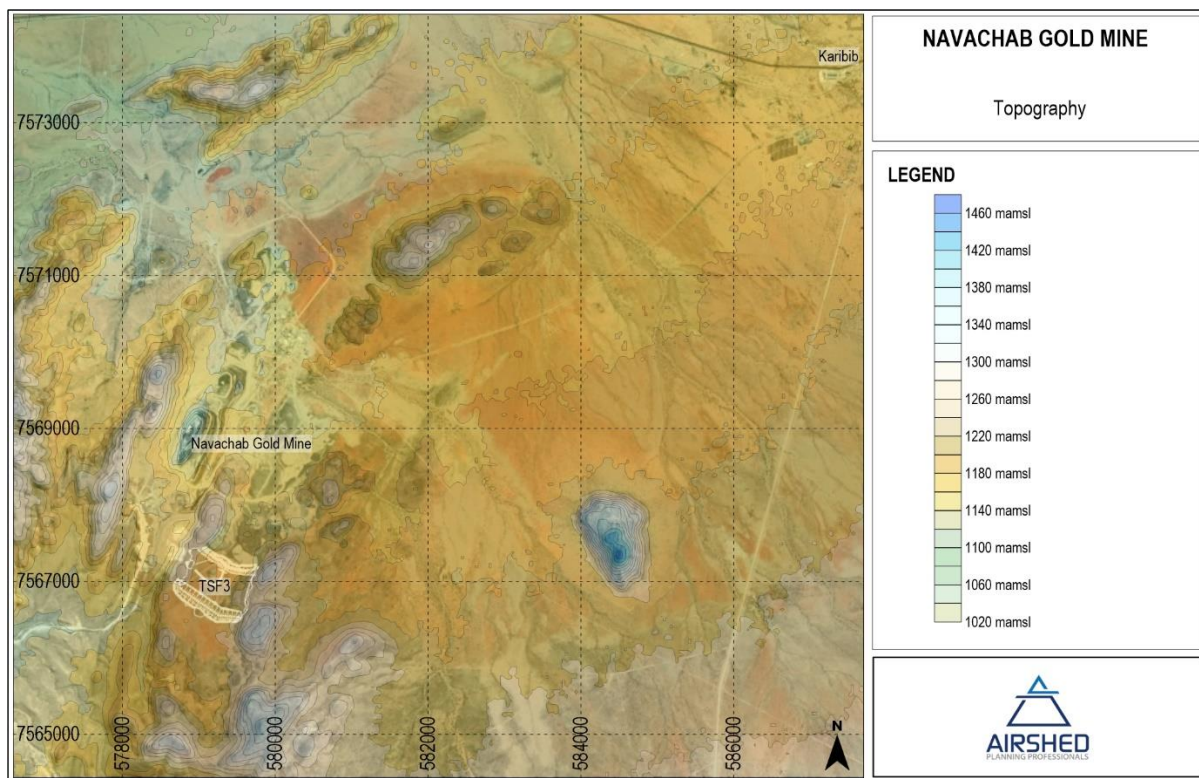 NAVACHAB GOLD MINE
Topography
LEGEND
1460 mamsl
1420 mamsl
1380 mamsl
1340 mamsl
1300 mamsl
1260 mamsl
1220 mamsl
1180 mamsl
1140 mamsl
1100 mamsl
1060 mamsl
1020 mamsl
Karibib
7573000
7571000
7569000
Navachab Gold Mine
7567000
TSF3
7565000
578000
580000
582000
584000
586000
N
AIRSHED
PLANNING PROFESSIONALS